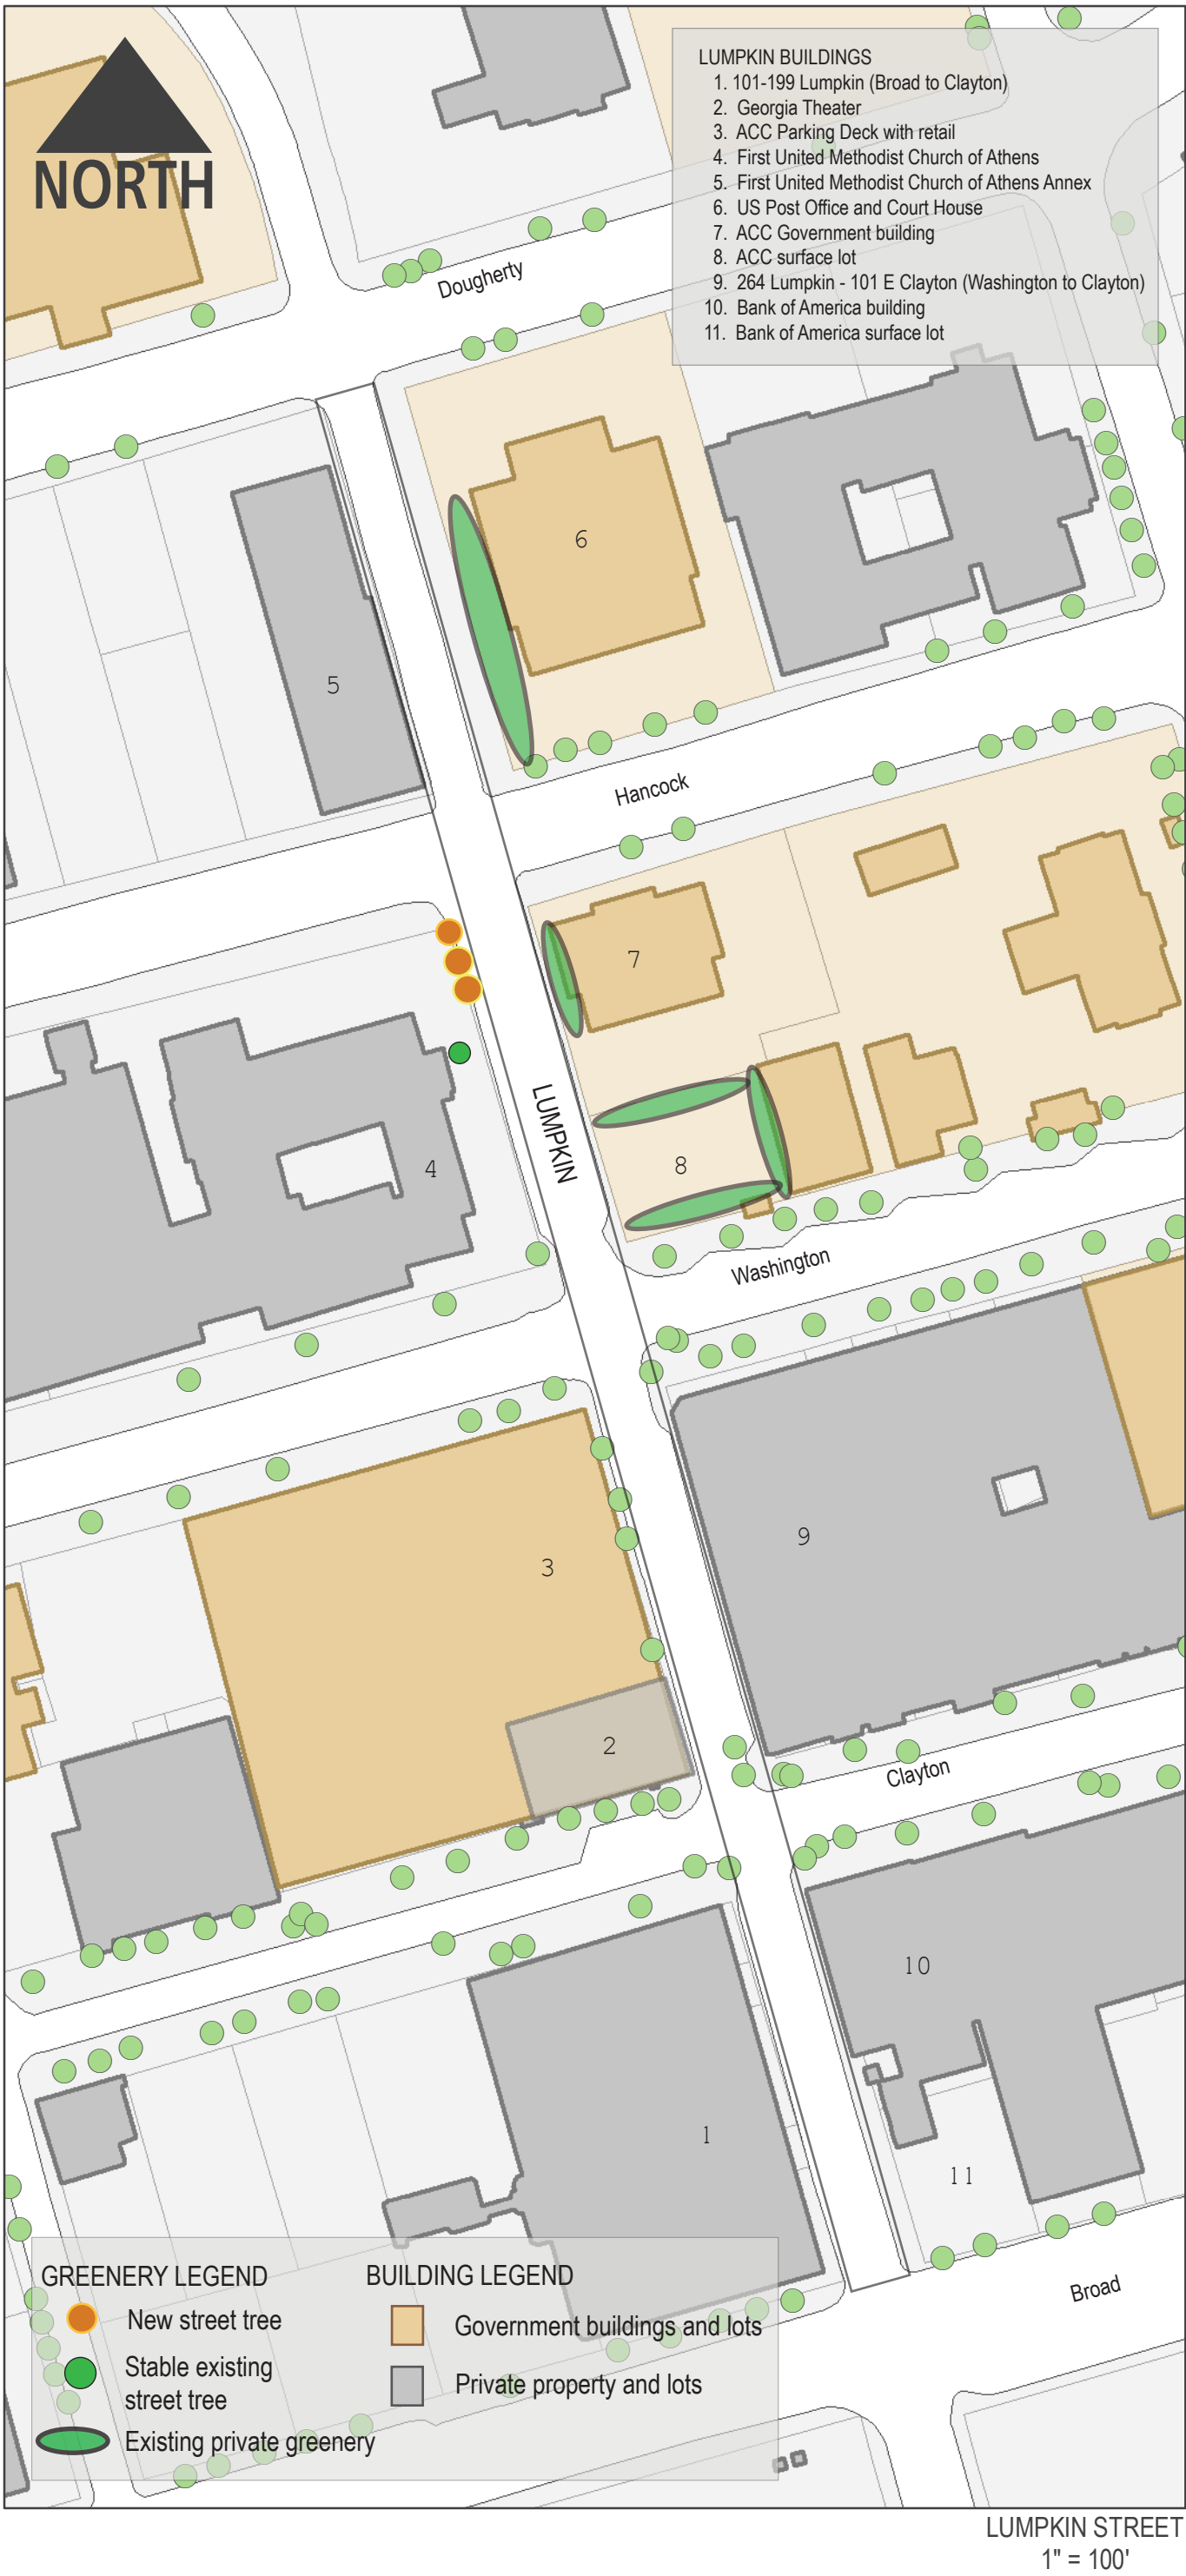 NORTH
LUMPKIN BUILDINGS
1. 101-199 Lumpkin (Broad to Clayton)
2. Georgia Theater
3. ACC Parking Deck with retail
4. First United Methodist Church of Athens
5. First United Methodist Church of Athens Annex
6. US Post Office and Court House
7. ACC Government building
8. ACC surface lot
9. 264 Lumpkin - 101 E Clayton (Washington to Clayton)
10. Bank of America building
11. Bank of America surface lot
Dougherty
6
5
Hancock
7
LUMPKIN
8
4
Washington
9
3
2
Clayton
10
1
11
Broad
GREENERY LEGEND
New street tree
Stable existing
street tree
Existing private greenery
BUILDING LEGEND
Government buildings and lots
Private property and lots
LUMPKIN STREET
1" = 100'